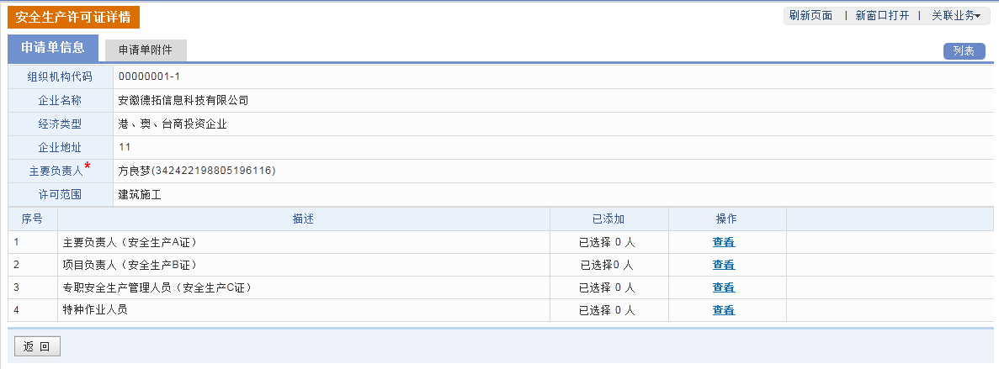 安全生产许可证详情
刷新页面 | 新窗口打开 | 关联业务
申请单信息 申请单附件 列表
组织机构代码 00000001-1
企业名称 安徽德拓信息科技有限公司
经济类型 港、澳、台商投资企业
企业地址 11
主要负责人* 方良梦(342422198805196116)
许可范围 建筑施工
序号 描述 已添加 操作
1 主要负责人（安全生产A证） 已选择 0 人 查看
2 项目负责人（安全生产B证） 已选择0 人 查看
3 专职安全生产管理人员（安全生产C证） 已选择 0 人 查看
4 特种作业人员 已选择 0 人 查看
返 回